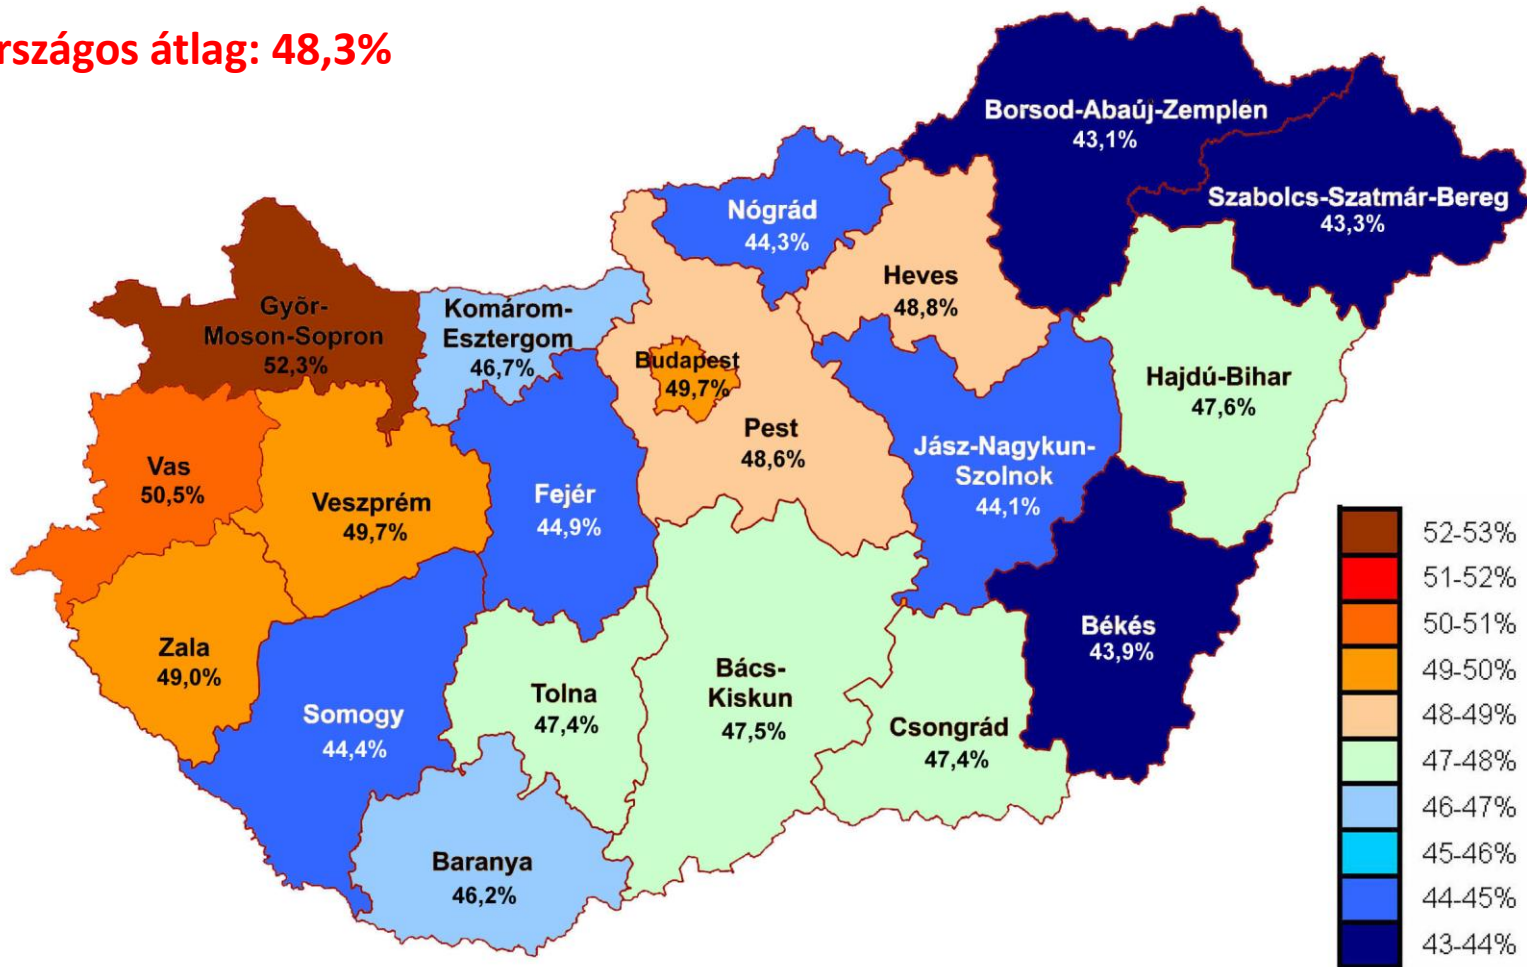 rszágos átlag: 48,3%
Borsod-Abaúj-Zemplén
43,1%
Szabolcs-Szatmár-Bereg
43,3%
Nógrád
44,3%
Heves
48,8%
Győr-
Moson-Sopron
52,3%
Komárom-
Esztergom
46,7%
Budapest
49,7%
Hajdú-Bihar
47,6%
Pest
48,6%
Jász-Nagykun-
Szolnok
44,1%
Vas
50,5%
Veszprém
49,7%
Fejér
44,9%
Zala
49,0%
Békés
43,9%
Somogy
44,4%
Tolna
47,4%
Bács-
Kiskun
47,5%
Csongrád
47,4%
Baranya
46,2%
52-53%
51-52%
50-51%
49-50%
48-49%
47-48%
46-47%
45-46%
44-45%
43-44%